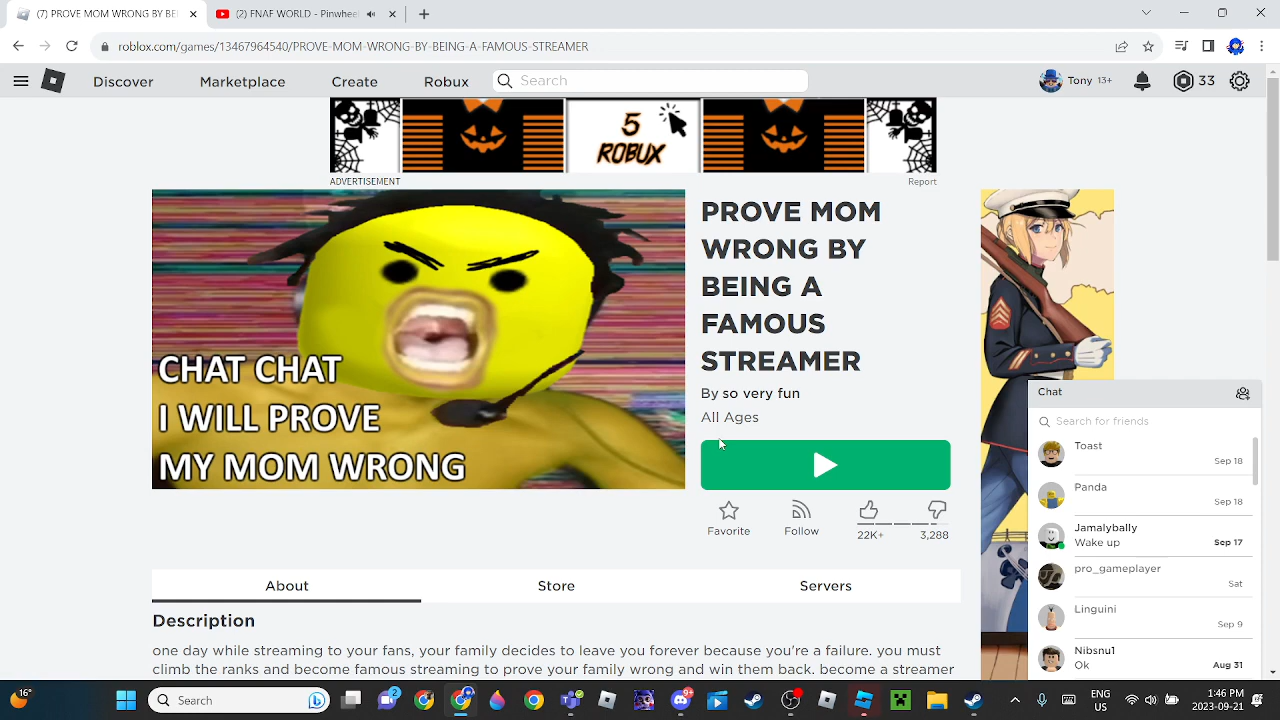 (7) PROVE MOM WRONG BY BEI
(2) FNAF WORLD - Pinwheel
roblox.com/games/13467964540/PROVE-MOM-WRONG-BY-BEING-A-FAMOUS-STREAMER
Discover
Marketplace
Create
Robux
Search
Tony 13+
33
5
ROBUX
ADVERTISEMENT
Report
CHAT CHAT
I WILL PROVE
MY MOM WRONG
PROVE MOM
WRONG BY
BEING A
FAMOUS
STREAMER
By so very fun
All Ages
Favorite
Follow
22K+
3,288
About
Store
Servers
Description
one day while streaming to your fans, your family decides to leave you forever because you're a failure. you must
climb the ranks and become famous streaming to prove your family wrong and win them back. become a streamer
Chat
Search for friends
Toast
Sep 18
Panda
Sep 18
Jamalybally
Wake up
Sep 17
pro_gameplayer
Sat
Linguini
Sep 9
Nibsnu1
Ok
Aug 31
16°
Search
2
9+
ENG
US
1:46 PM
2023-09-21